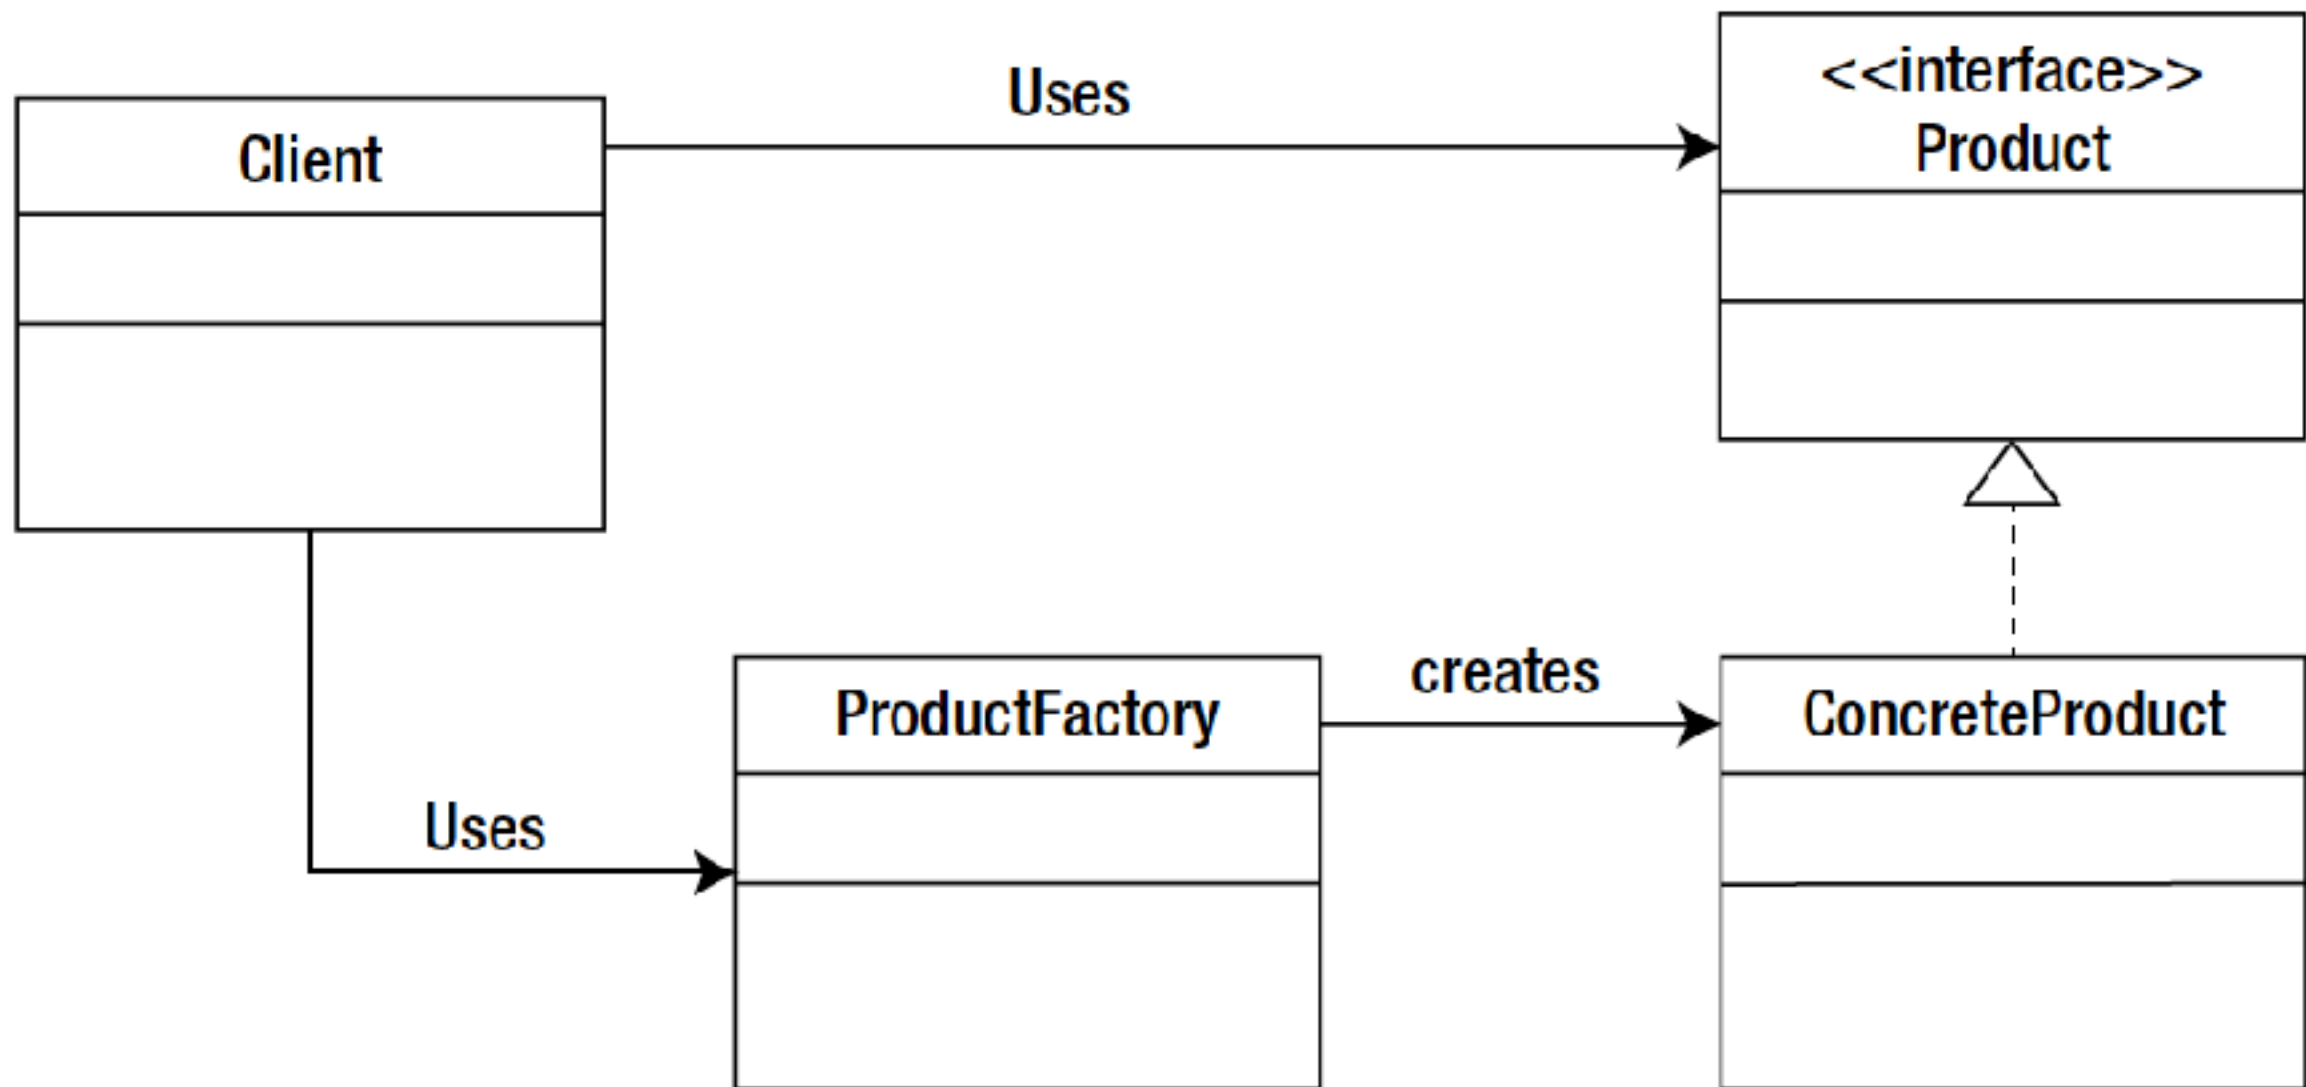 Uses
<<interface>>
Product
Client
creates
ProductFactory
ConcreteProduct
Uses